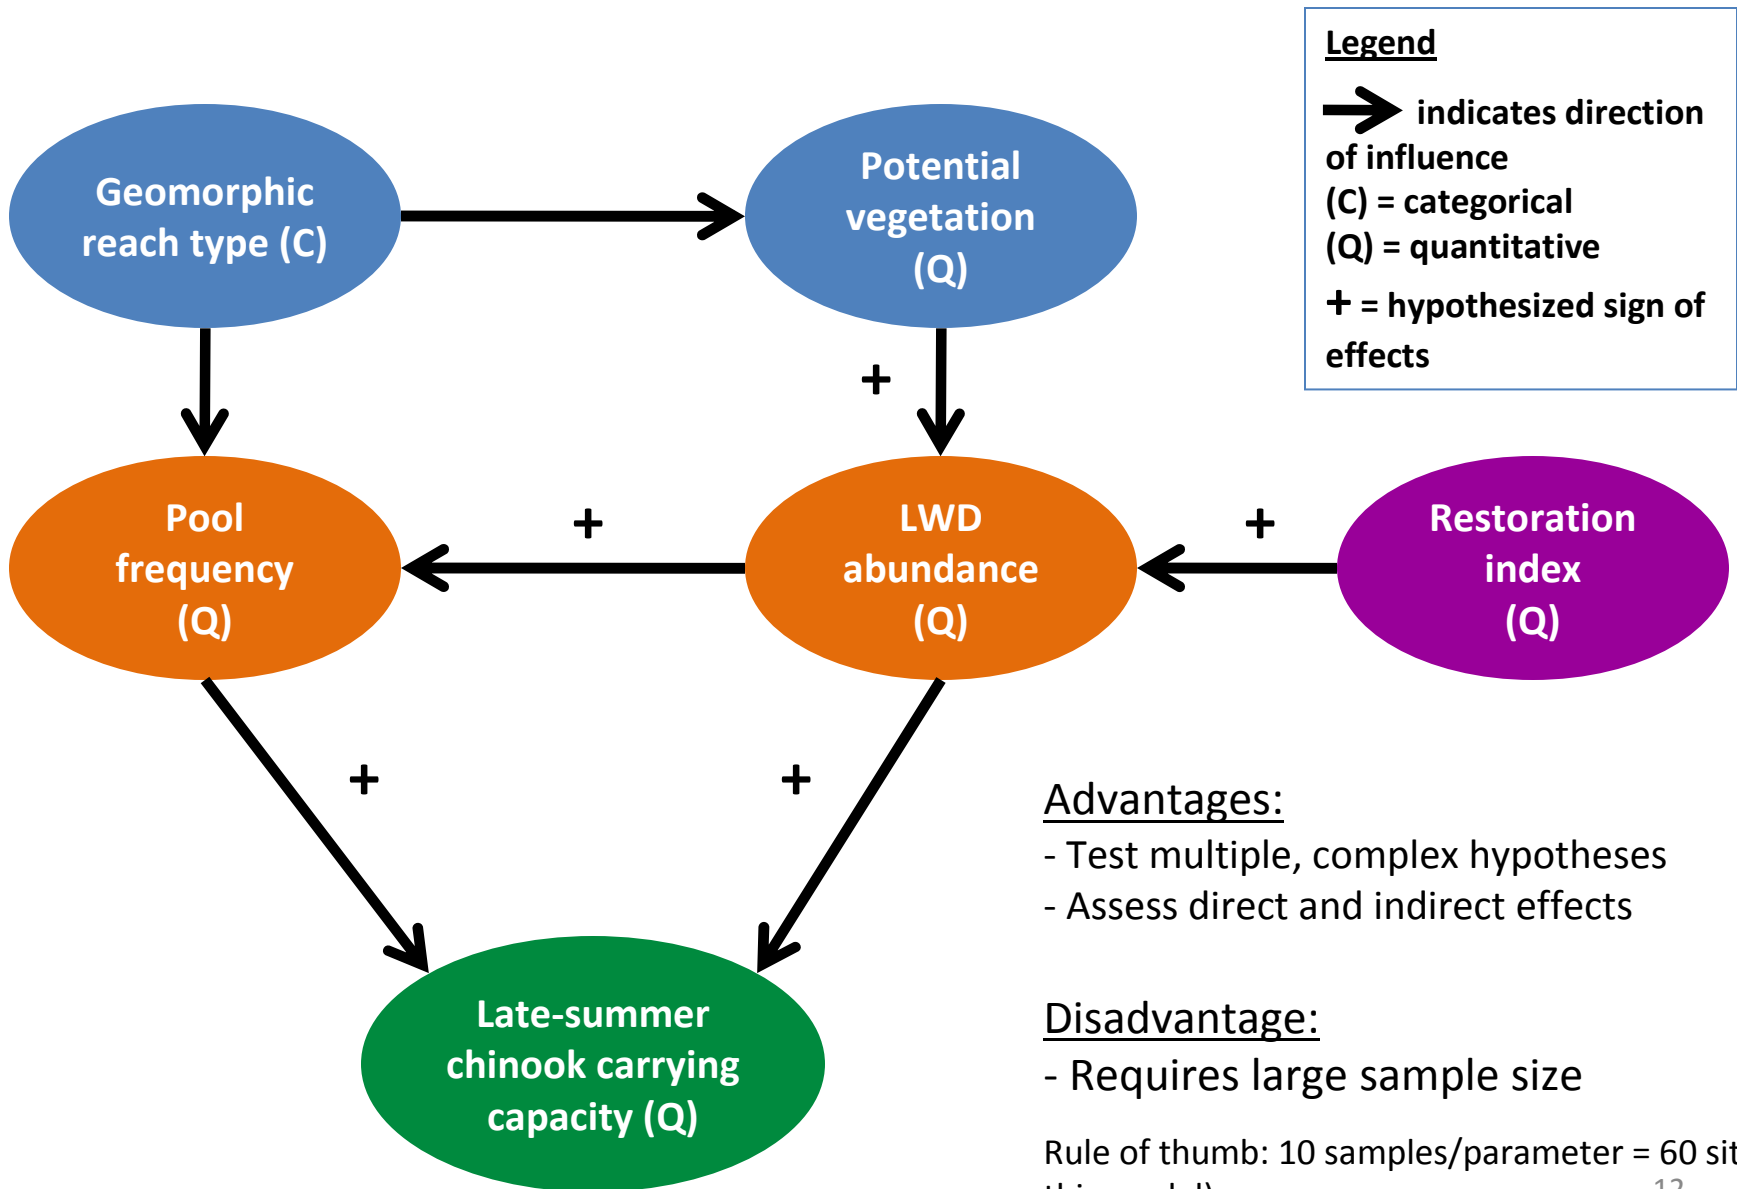 Legend
indicates direction
of influence
(C) = categorical
(Q) = quantitative
+ = hypothesized sign of
effects
Geomorphic
reach type (C)
Potential
vegetation
(Q)
+
Pool
frequency
(Q)
+
LWD
abundance
(Q)
+
Restoration
index
(Q)
+
+
Late-summer
chinook carrying
capacity (Q)
Advantages:
- Test multiple, complex hypotheses
- Assess direct and indirect effects
Disadvantage:
- Requires large sample size
Rule of thumb: 10 samples/parameter = 60 sit